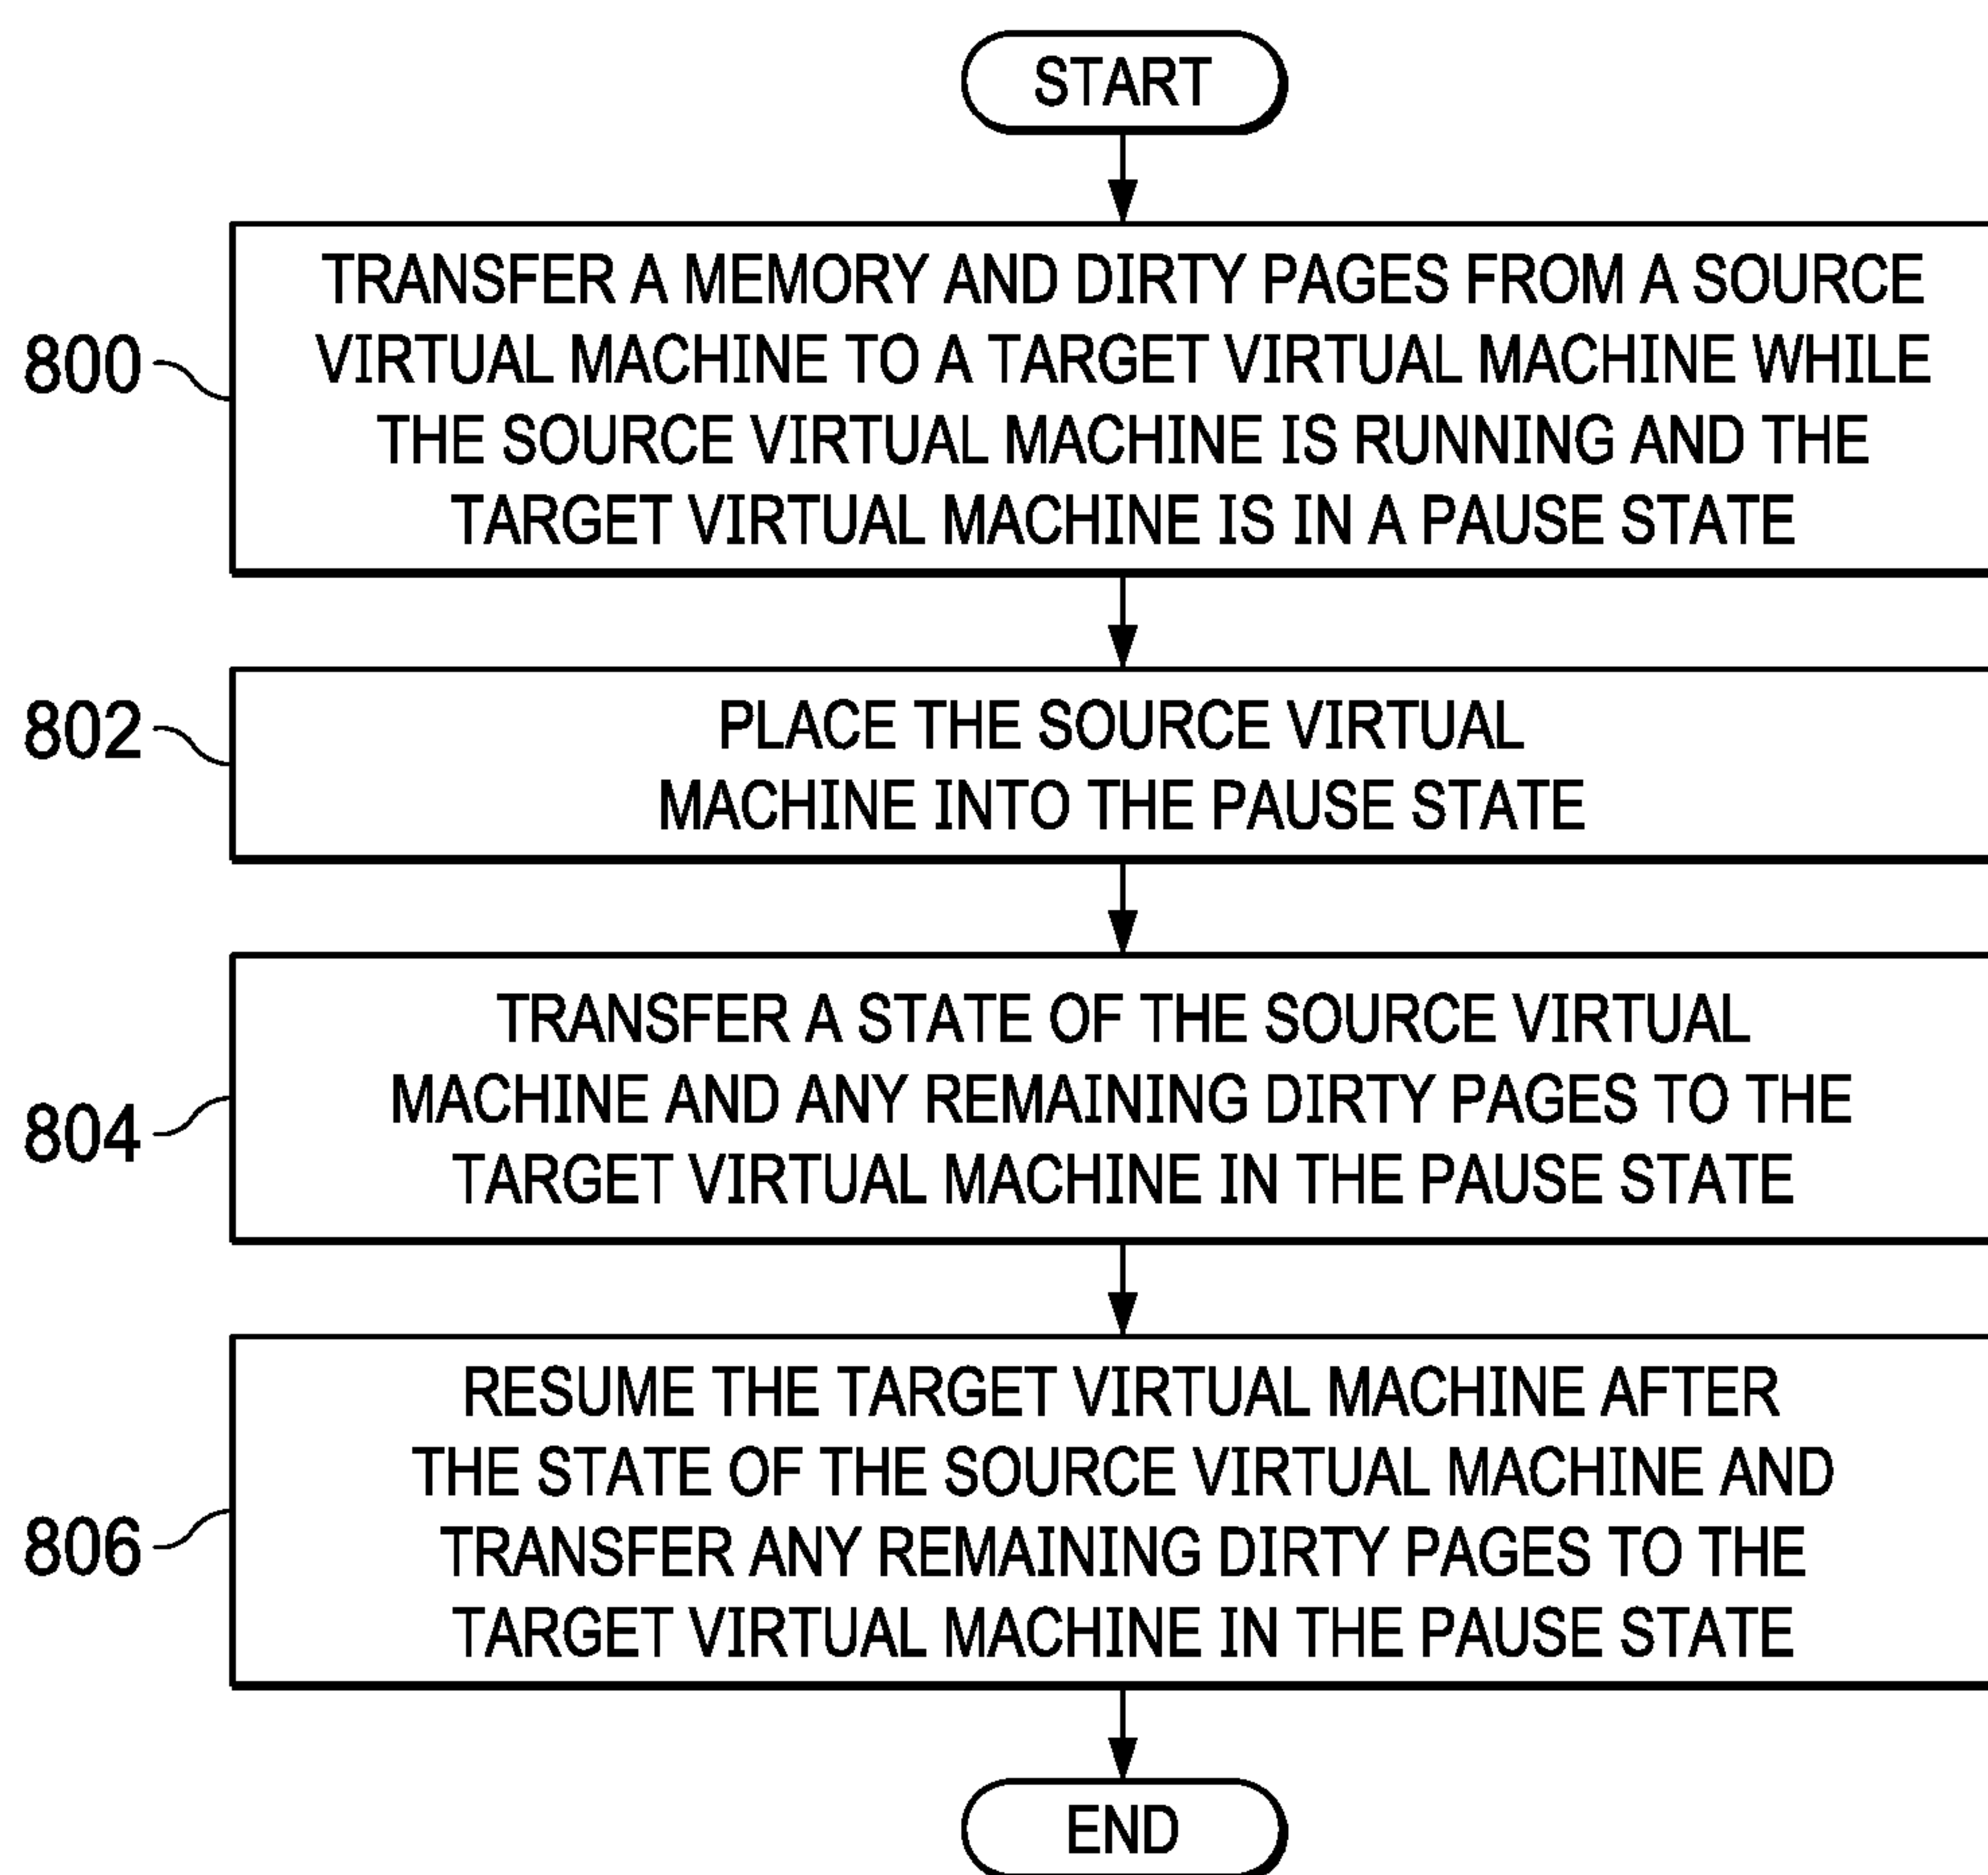 START
800
TRANSFER A MEMORY AND DIRTY PAGES FROM A SOURCE
VIRTUAL MACHINE TO A TARGET VIRTUAL MACHINE WHILE
THE SOURCE VIRTUAL MACHINE IS RUNNING AND THE
TARGET VIRTUAL MACHINE IS IN A PAUSE STATE
802
PLACE THE SOURCE VIRTUAL
MACHINE INTO THE PAUSE STATE
804
TRANSFER A STATE OF THE SOURCE VIRTUAL
MACHINE AND ANY REMAINING DIRTY PAGES TO THE
TARGET VIRTUAL MACHINE IN THE PAUSE STATE
806
RESUME THE TARGET VIRTUAL MACHINE AFTER
THE STATE OF THE SOURCE VIRTUAL MACHINE AND
TRANSFER ANY REMAINING DIRTY PAGES TO THE
TARGET VIRTUAL MACHINE IN THE PAUSE STATE
END